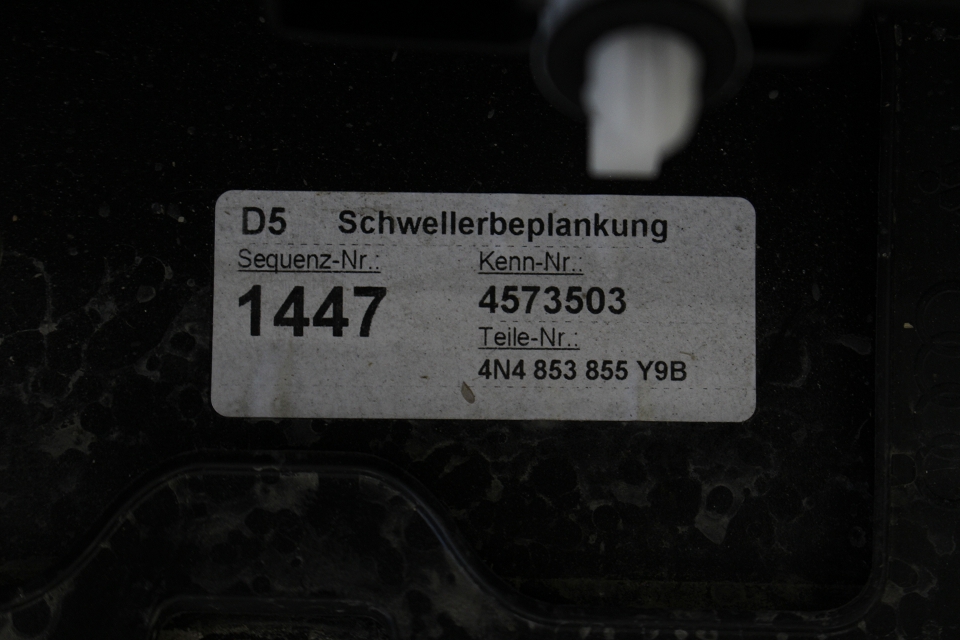 D5 Schwellerbeplankung
Sequenz-Nr.: Kenn-Nr.:
1447 4573503
Teile-Nr.:
4N4 853 855 Y9B